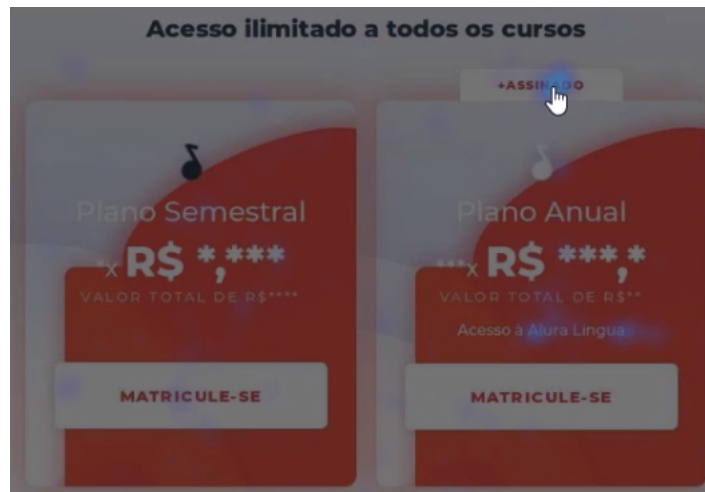 Acesso ilimitado a todos os cursos
+ASSINADO
Plano Semestral
*x R$ *,***
VALOR TOTAL DE R$****
MATRICULE-SE
Plano Anual
***x R$ ***,*
VALOR TOTAL DE R$**
Acesso à Alura Língua
MATRICULE-SE